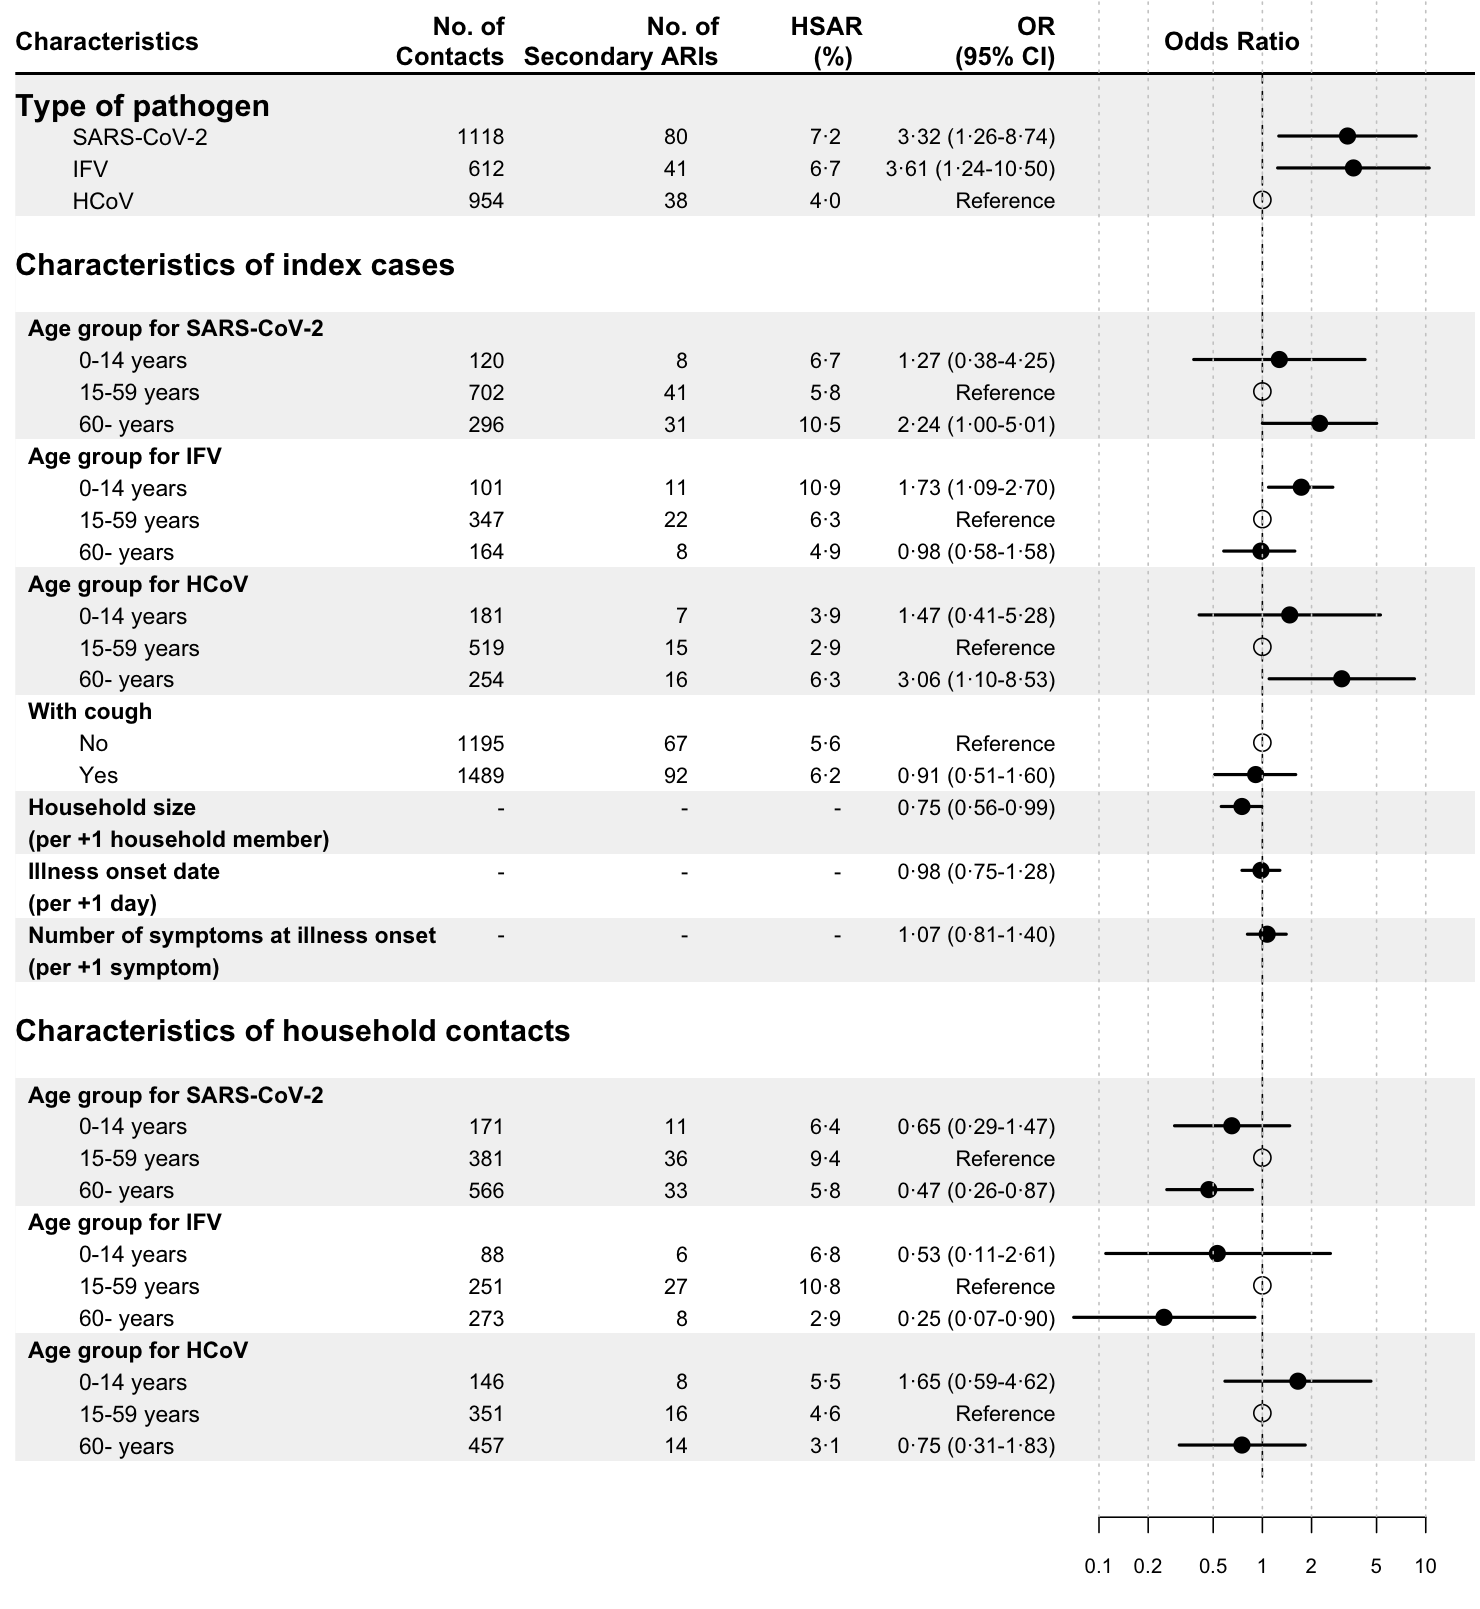 Characteristics No. of Contacts No. of Secondary ARIs HSAR (%) OR (95% CI) Odds Ratio
Type of pathogen
SARS-CoV-2 1118 80 7·2 3·32 (1·26-8·74)
IFV 612 41 6·7 3·61 (1·24-10·50)
HCoV 954 38 4·0 Reference
Characteristics of index cases
Age group for SARS-CoV-2
0-14 years 120 8 6·7 1·27 (0·38-4·25)
15-59 years 702 41 5·8 Reference
60- years 296 31 10·5 2·24 (1·00-5·01)
Age group for IFV
0-14 years 101 11 10·9 1·73 (1·09-2·70)
15-59 years 347 22 6·3 Reference
60- years 164 8 4·9 0·98 (0·58-1·58)
Age group for HCoV
0-14 years 181 7 3·9 1·47 (0·41-5·28)
15-59 years 519 15 2·9 Reference
60- years 254 16 6·3 3·06 (1·10-8·53)
With cough
No 1195 67 5·6 Reference
Yes 1489 92 6·2 0·91 (0·51-1·60)
Household size - - - 0·75 (0·56-0·99)
(per +1 household member)
Illness onset date - - - 0·98 (0·75-1·28)
(per +1 day)
Number of symptoms at illness onset - - - 1·07 (0·81-1·40)
(per +1 symptom)
Characteristics of household contacts
Age group for SARS-CoV-2
0-14 years 171 11 6·4 0·65 (0·29-1·47)
15-59 years 381 36 9·4 Reference
60- years 566 33 5·8 0·47 (0·26-0·87)
Age group for IFV
0-14 years 88 6 6·8 0·53 (0·11-2·61)
15-59 years 251 27 10·8 Reference
60- years 273 8 2·9 0·25 (0·07-0·90)
Age group for HCoV
0-14 years 146 8 5·5 1·65 (0·59-4·62)
15-59 years 351 16 4·6 Reference
60- years 457 14 3·1 0·75 (0·31-1·83)
0.1 0.2 0.5 1 2 5 10